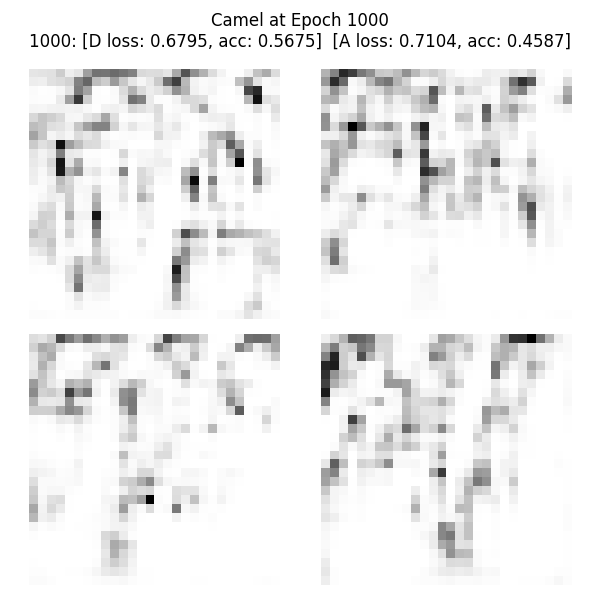 Camel at Epoch 1000
1000: [D loss: 0.6795, acc: 0.5675]  [A loss: 0.7104, acc: 0.4587]